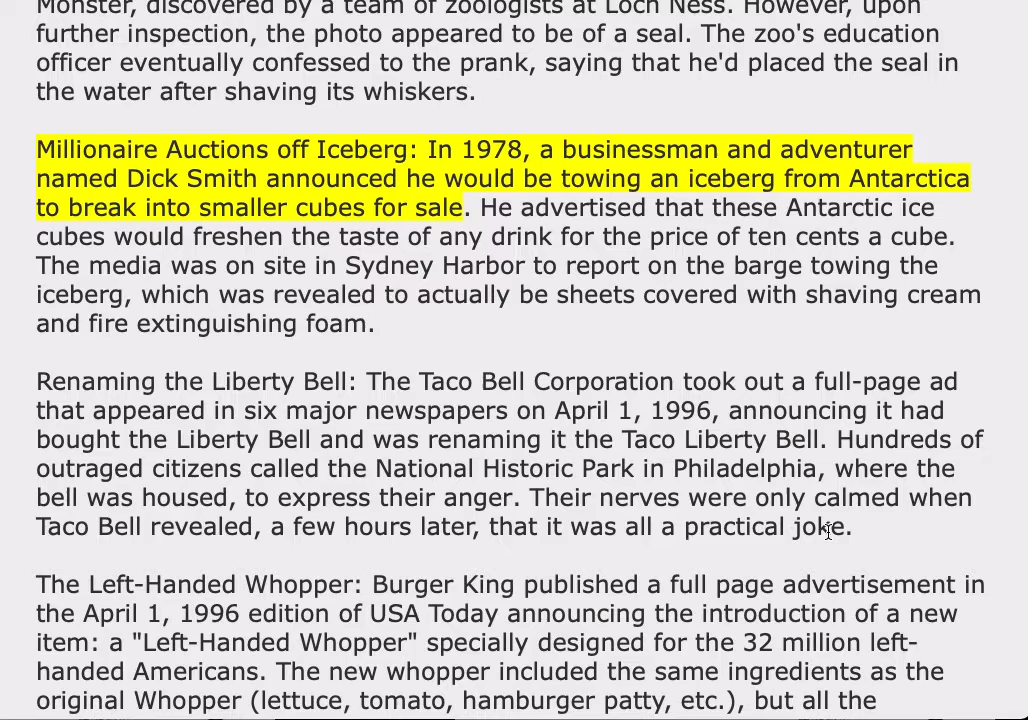 Monster, discovered by a team of zoologists at Loch Ness. However, upon
further inspection, the photo appeared to be of a seal. The zoo's education
officer eventually confessed to the prank, saying that he'd placed the seal in
the water after shaving its whiskers.
Millionaire Auctions off Iceberg: In 1978, a businessman and adventurer
named Dick Smith announced he would be towing an iceberg from Antarctica
to break into smaller cubes for sale. He advertised that these Antarctic ice
cubes would freshen the taste of any drink for the price of ten cents a cube.
The media was on site in Sydney Harbor to report on the barge towing the
iceberg, which was revealed to actually be sheets covered with shaving cream
and fire extinguishing foam.
Renaming the Liberty Bell: The Taco Bell Corporation took out a full-page ad
that appeared in six major newspapers on April 1, 1996, announcing it had
bought the Liberty Bell and was renaming it the Taco Liberty Bell. Hundreds of
outraged citizens called the National Historic Park in Philadelphia, where the
bell was housed, to express their anger. Their nerves were only calmed when
Taco Bell revealed, a few hours later, that it was all a practical joke.
The Left-Handed Whopper: Burger King published a full page advertisement in
the April 1, 1996 edition of USA Today announcing the introduction of a new
item: a "Left-Handed Whopper" specially designed for the 32 million left-
handed Americans. The new whopper included the same ingredients as the
original Whopper (lettuce, tomato, hamburger patty, etc.), but all the